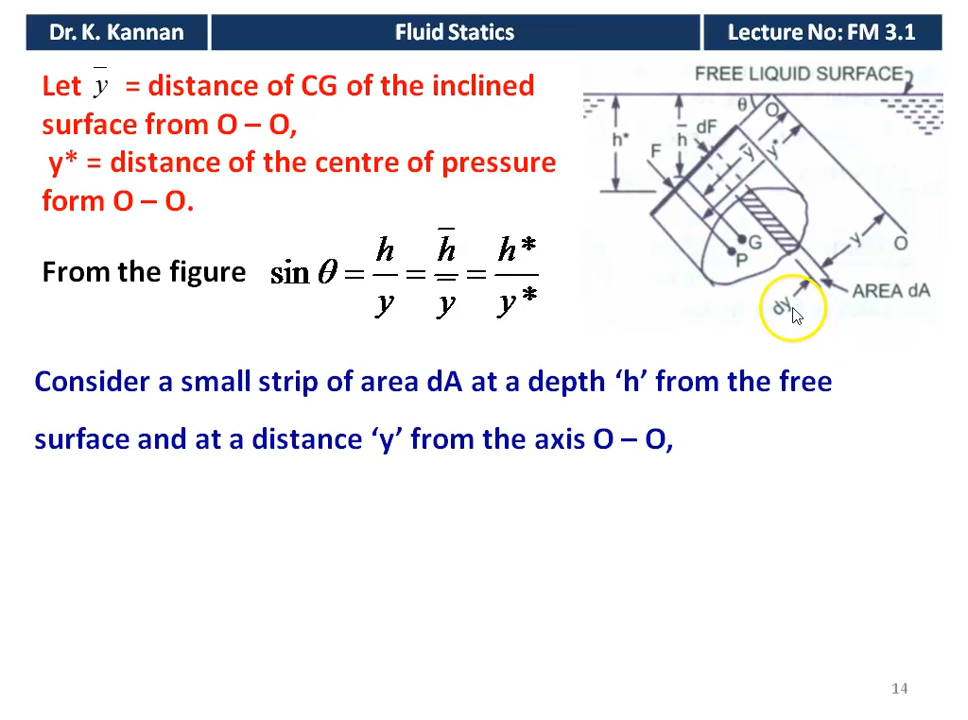 Dr. K. Kannan
Fluid Statics
Lecture No: FM 3.1
Let y̅ = distance of CG of the inclined
surface from O – O,
y* = distance of the centre of pressure
form O – O.
From the figure sin θ = h/y = h̅/y̅ = h*/y*
FREE LIQUID SURFACE
θ
O
h*
h̅
dF
F
y̅
y*
G
P
y
O
AREA dA
dy
Consider a small strip of area dA at a depth ‘h’ from the free
surface and at a distance ‘y’ from the axis O – O,
14